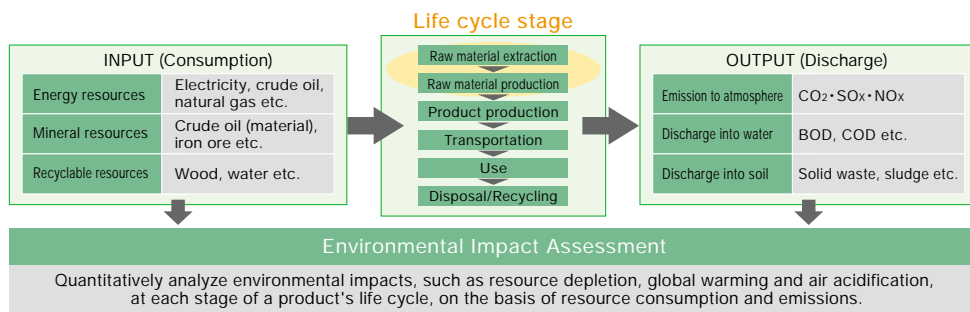 Life cycle stage
INPUT (Consumption)
Energy resources
Electricity, crude oil,
natural gas etc.
Mineral resources
Crude oil (material),
iron ore etc.
Recyclable resources
Wood, water etc.
Raw material extraction
Raw material production
Product production
Transportation
Use
Disposal/Recycling
OUTPUT (Discharge)
Emission to atmosphere
CO₂・SOx・NOx
Discharge into water
BOD, COD etc.
Discharge into soil
Solid waste, sludge etc.
Environmental Impact Assessment
Quantitatively analyze environmental impacts, such as resource depletion, global warming and air acidification,
at each stage of a product's life cycle, on the basis of resource consumption and emissions.